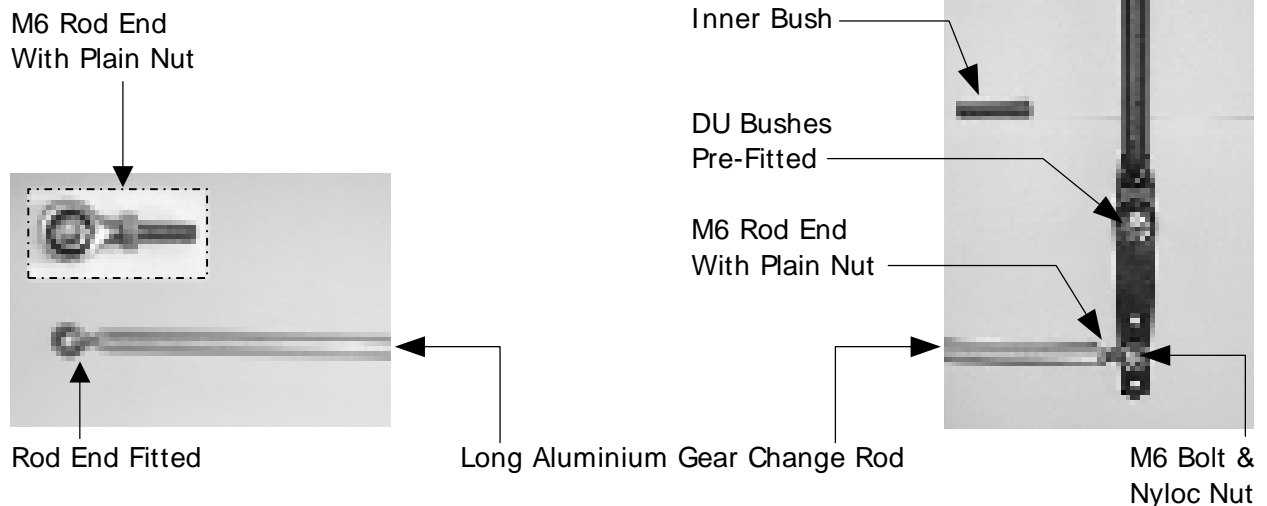 M6 Rod End
With Plain Nut
Inner Bush
DU Bushes
Pre-Fitted
M6 Rod End
With Plain Nut
Rod End Fitted
Long Aluminium Gear Change Rod
M6 Bolt &
Nyloc Nut